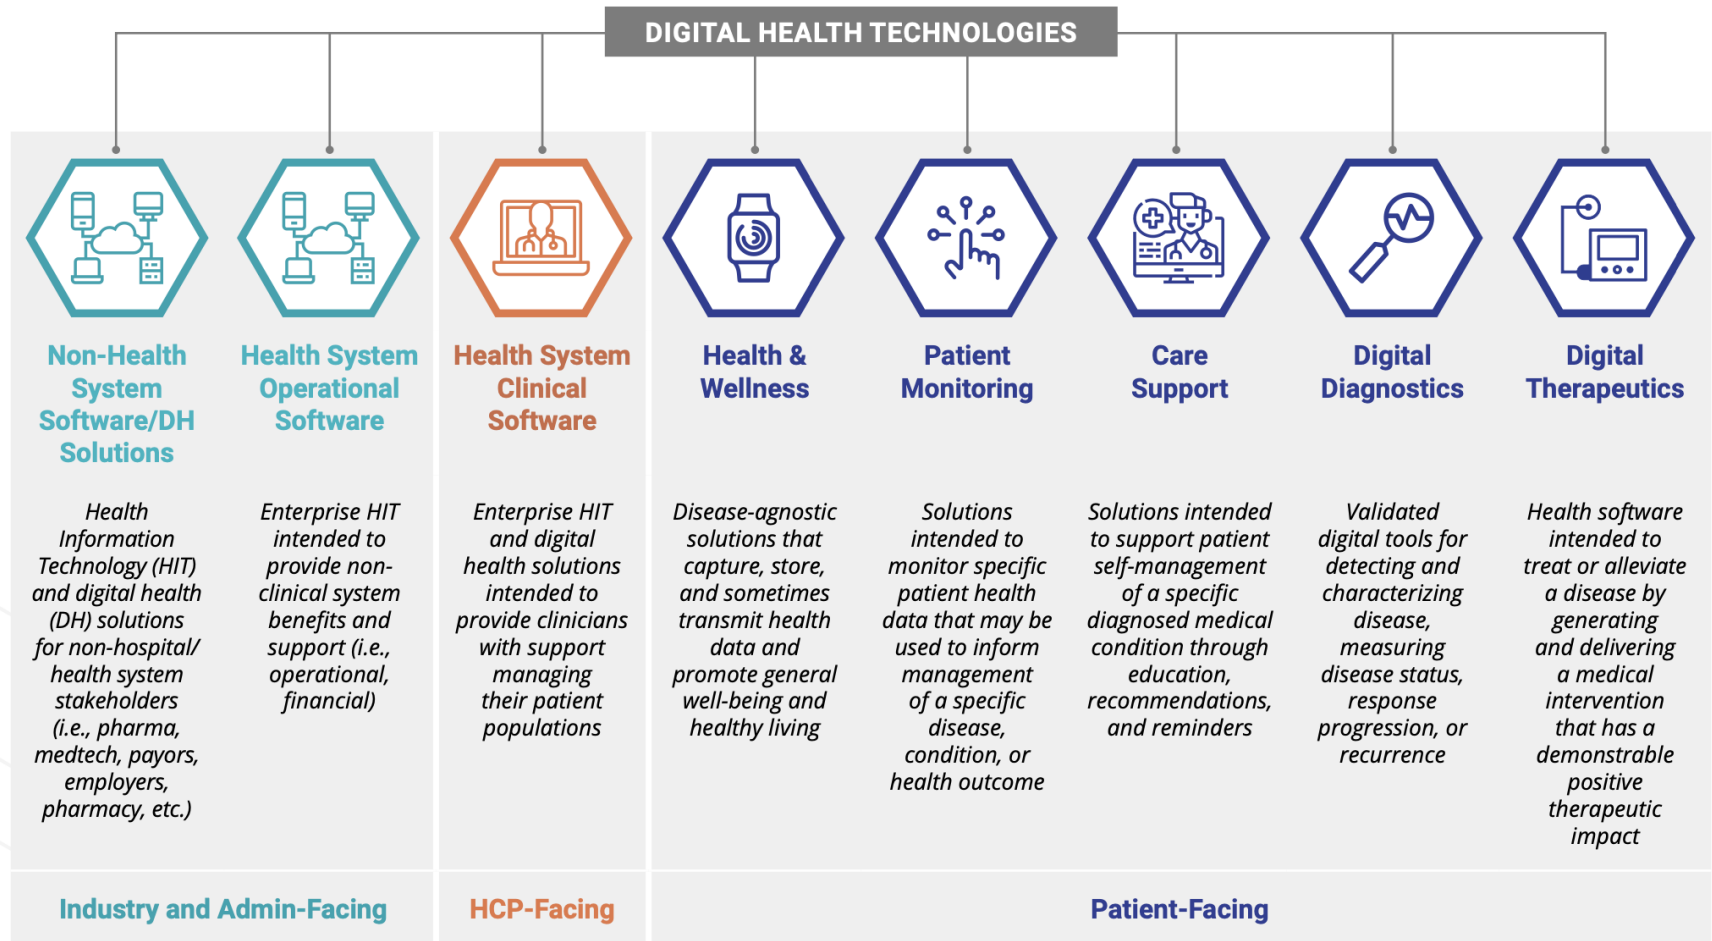 DIGITAL HEALTH TECHNOLOGIES
Non-Health
System
Software/DH
Solutions
Health
Information
Technology (HIT)
and digital health
(DH) solutions
for non-hospital/
health system
stakeholders
(i.e., pharma,
medtech, payors,
employers,
pharmacy, etc.)
Health System
Operational
Software
Enterprise HIT
intended to
provide non-
clinical system
benefits and
support (i.e.,
operational,
financial)
Health System
Clinical
Software
Enterprise HIT
and digital
health solutions
intended to
provide clinicians
with support
managing
their patient
populations
Health &
Wellness
Disease-agnostic
solutions that
capture, store,
and sometimes
transmit health
data and
promote general
well-being and
healthy living
Patient
Monitoring
Solutions
intended to
monitor specific
patient health
data that may be
used to inform
management
of a specific
disease,
condition, or
health outcome
Care
Support
Solutions intended
to support patient
self-management
of a specific
diagnosed medical
condition through
education,
recommendations,
and reminders
Digital
Diagnostics
Validated
digital tools for
detecting and
characterizing
disease,
measuring
disease status,
response
progression, or
recurrence
Digital
Therapeutics
Health software
intended to
treat or alleviate
a disease by
generating
and delivering
a medical
intervention
that has a
demonstrable
positive
therapeutic
impact
Industry and Admin-Facing
HCP-Facing
Patient-Facing